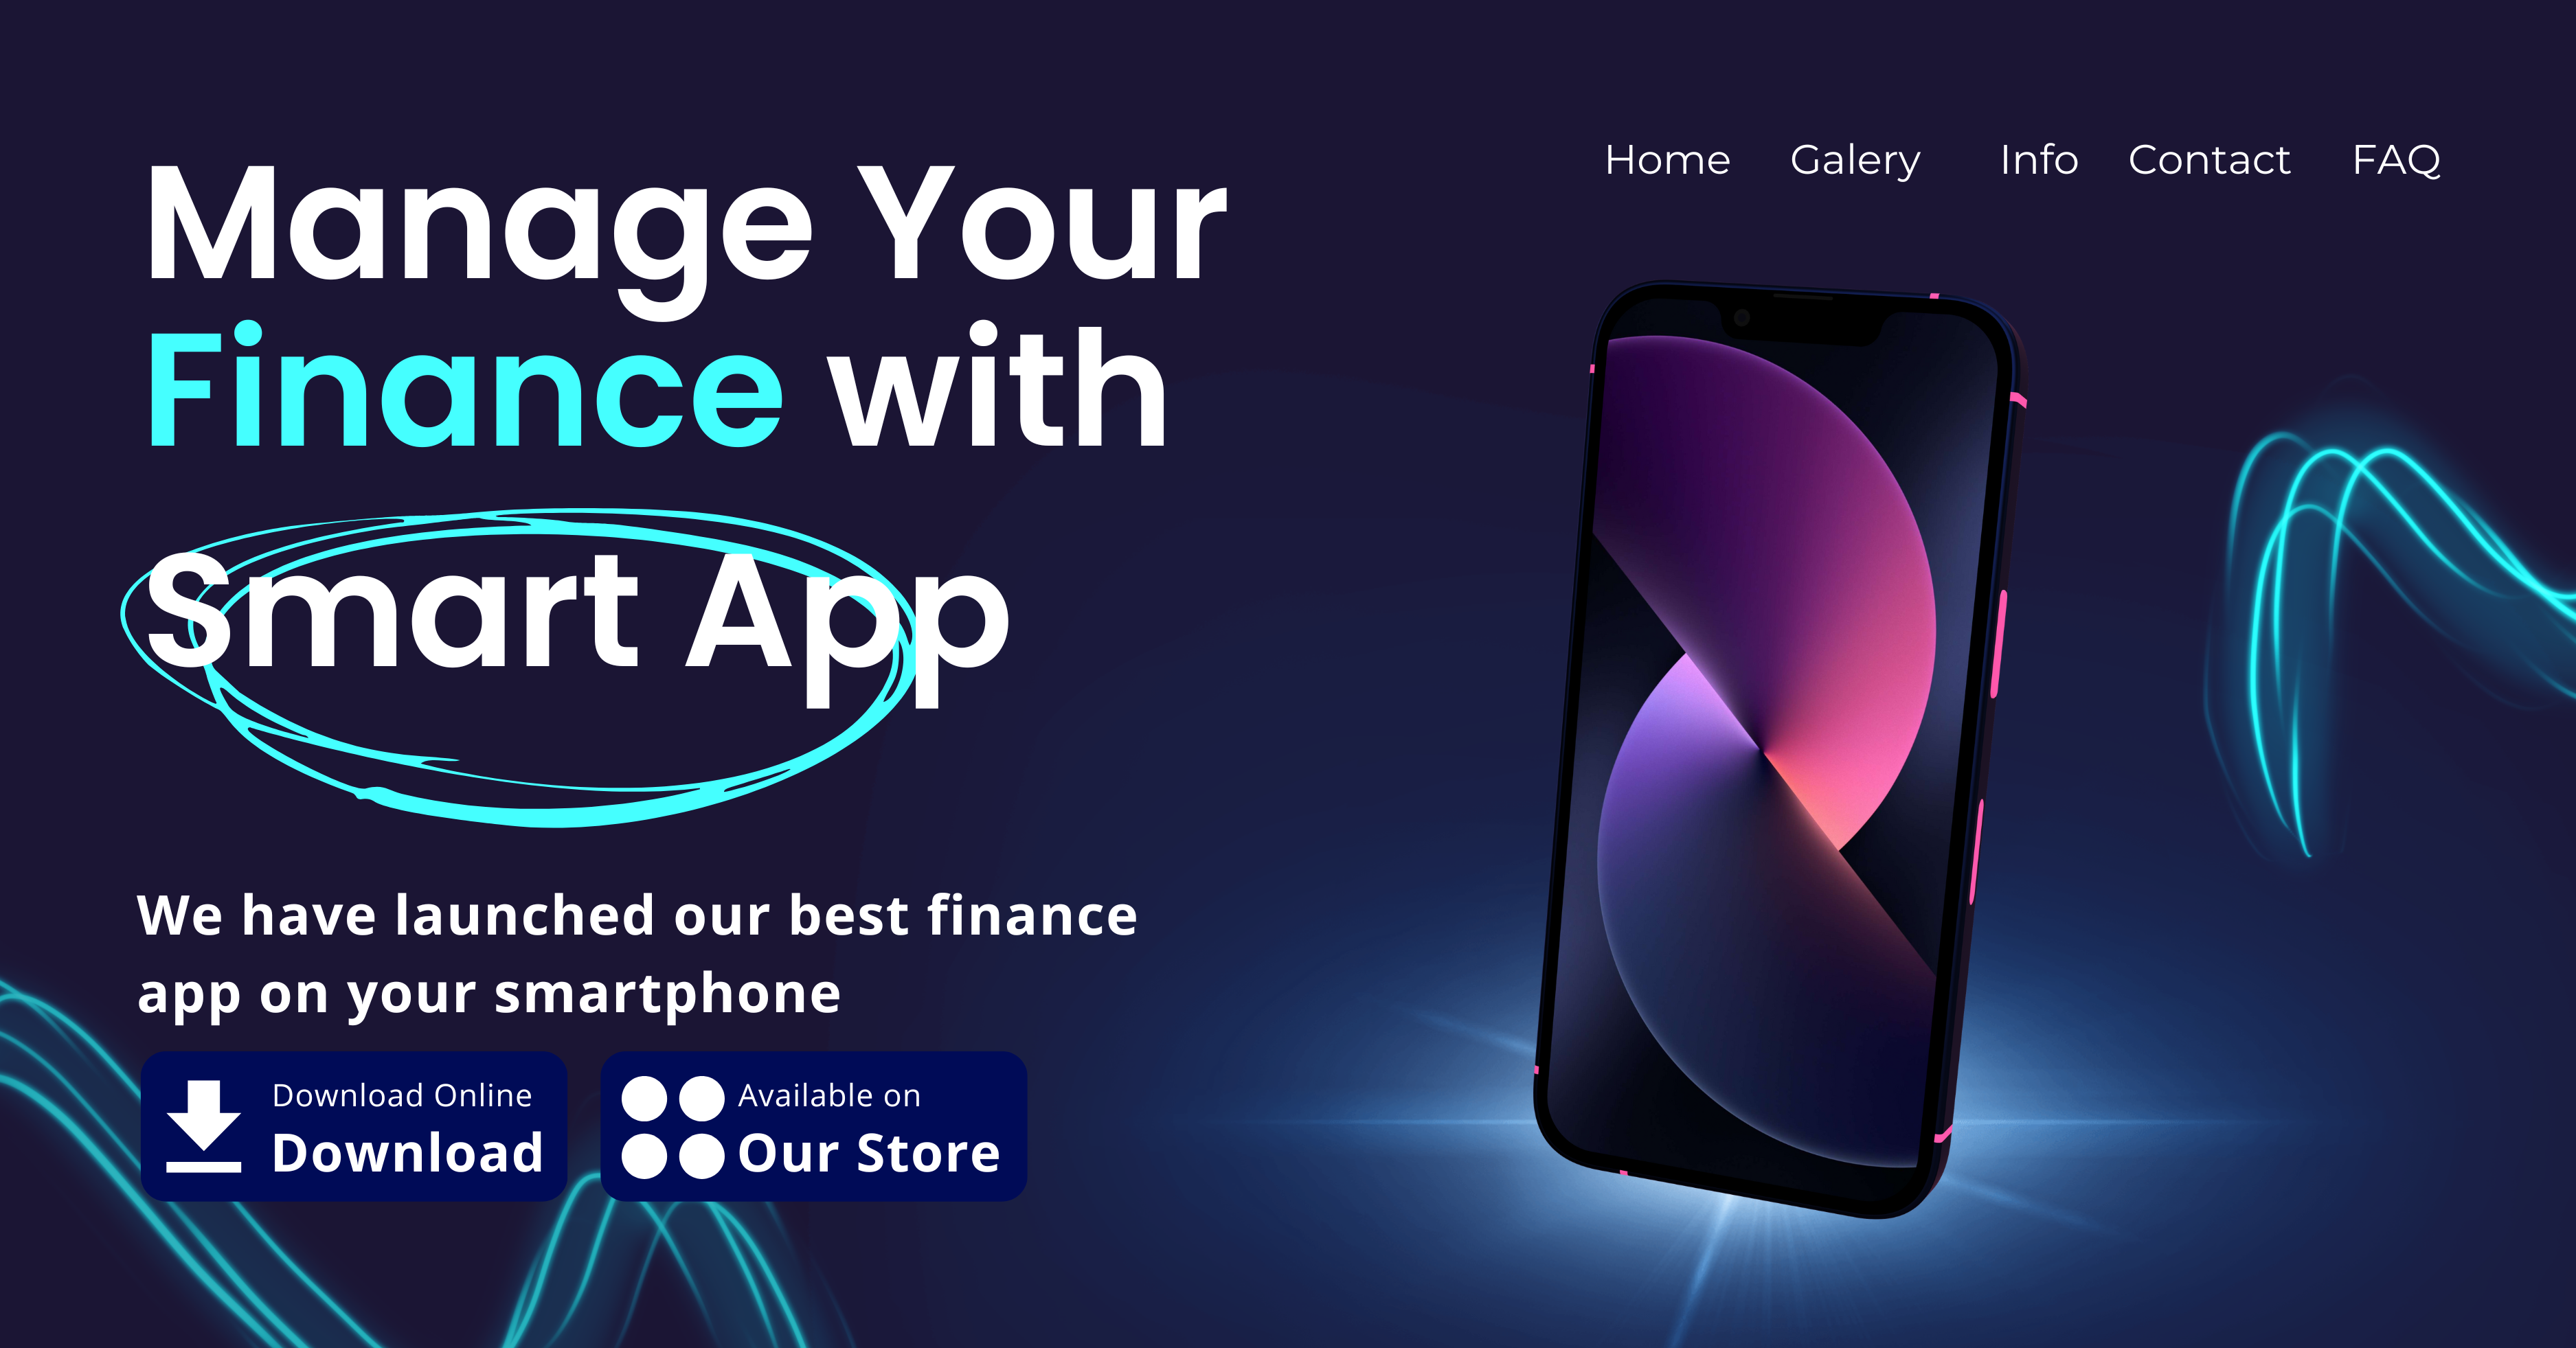 Home Galery Info Contact FAQ
Manage Your
Finance with
Smart App
We have launched our best finance
app on your smartphone
Download Online
Download
Available on
Our Store